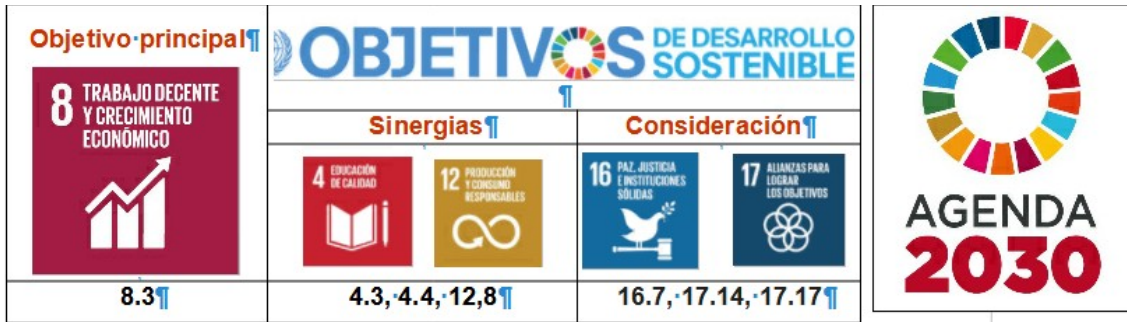 Objetivo·principal¶
8 TRABAJO DECENTE
Y CRECIMIENTO
ECONÓMICO
8.3¶
OBJETIVOS DE DESARROLLO
SOSTENIBLE
¶
Sinergias¶
4 EDUCACIÓN
DE CALIDAD
12 PRODUCCIÓN
Y CONSUMO
RESPONSABLES
4.3,·4.4,·12,8¶
Consideración¶
16 PAZ, JUSTICIA
E INSTITUCIONES
SÓLIDAS
17 ALIANZAS PARA
LOGRAR
LOS OBJETIVOS
16.7,·17.14,·17.17¶
AGENDA
2030